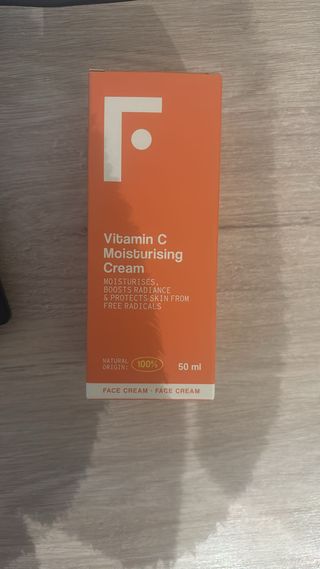 Vitamin C
Moisturising
Cream
MOISTURISES,
BOOSTS RADIANCE
& PROTECTS SKIN FROM
FREE RADICALS
NATURAL
ORIGIN: 100%
50 ml
FACE CREAM - FACE CREAM